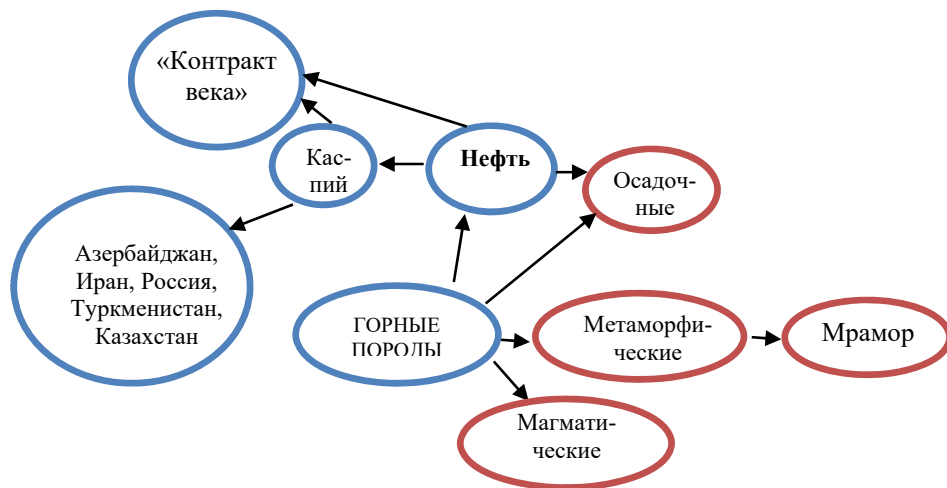 «Контракт
века»
Кас-
пий
Нефть
Осадоч-
ные
Азербайджан,
Иран, Россия,
Туркменистан,
Казахстан
ГОРНЫЕ
ПОРОДЫ
Метаморфи-
ческие
Мрамор
Магмати-
ческие